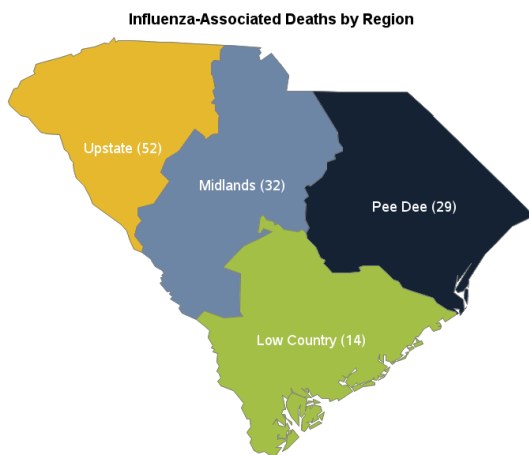 Influenza-Associated Deaths by Region
Upstate (52)
Midlands (32)
Pee Dee (29)
Low Country (14)